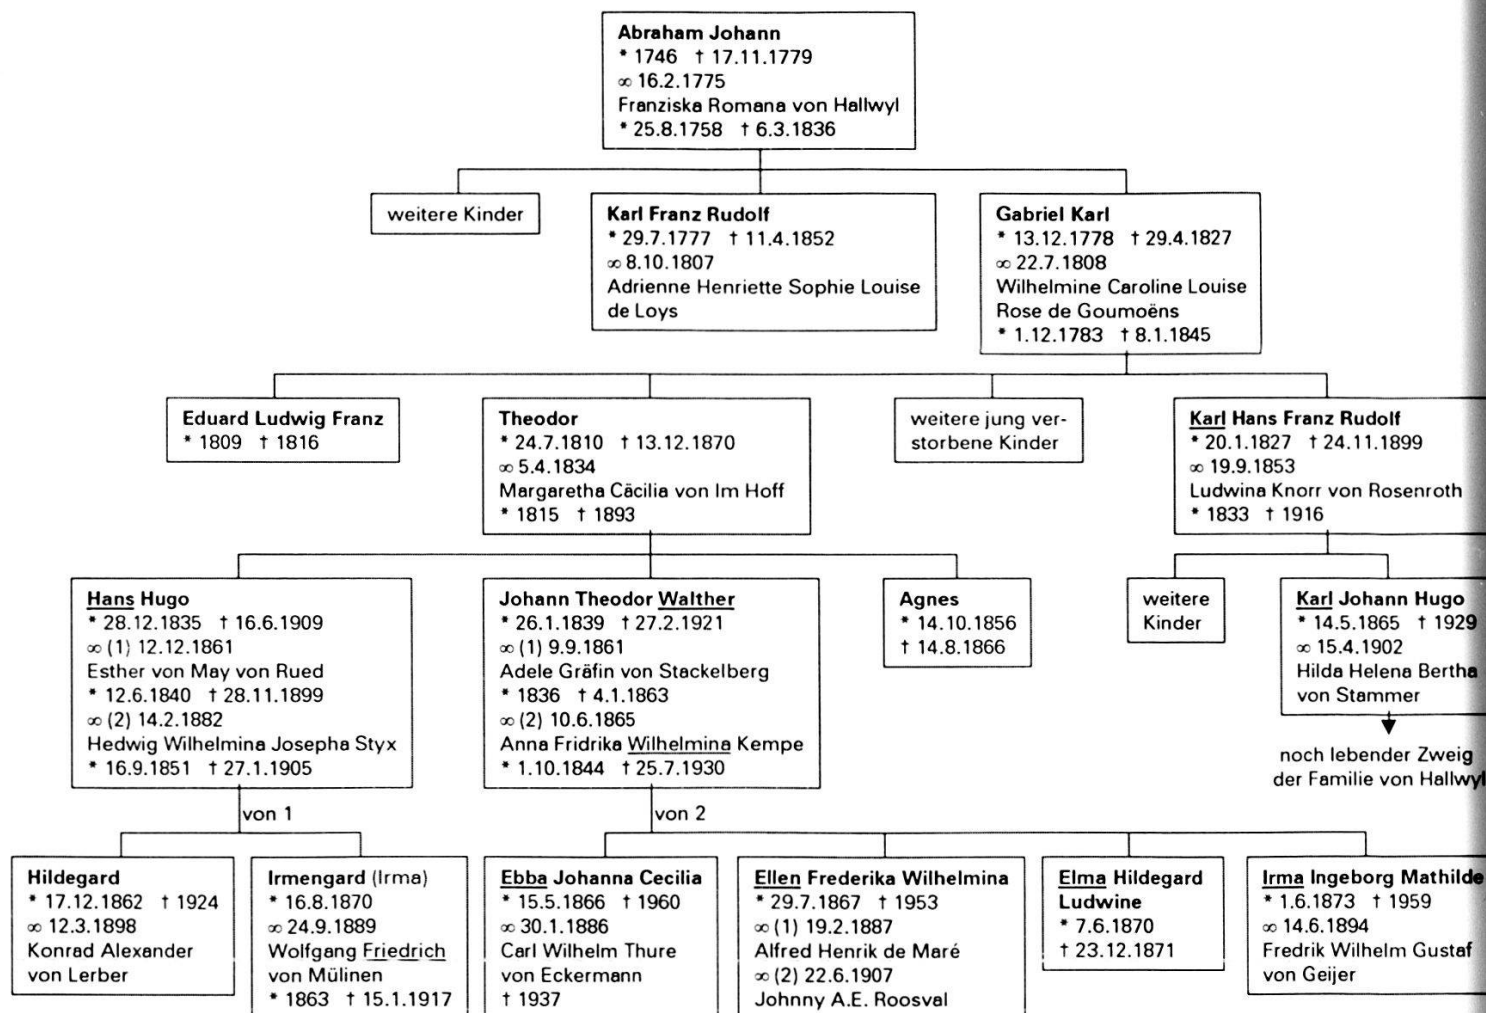 Abraham Johann
* 1746 † 17.11.1779
∞ 16.2.1775
Franziska Romana von Hallwyl
* 25.8.1758 † 6.3.1836
weitere Kinder
Karl Franz Rudolf
* 29.7.1777 † 11.4.1852
∞ 8.10.1807
Adrienne Henriette Sophie Louise
de Loys
Gabriel Karl
* 13.12.1778 † 29.4.1827
∞ 22.7.1808
Wilhelmine Caroline Louise
Rose de Goumoëns
* 1.12.1783 † 8.1.1845
Eduard Ludwig Franz
* 1809 † 1816
Theodor
* 24.7.1810 † 13.12.1870
∞ 5.4.1834
Margaretha Cäcilia von Im Hoff
* 1815 † 1893
weitere jung ver-
storbene Kinder
Karl Hans Franz Rudolf
* 20.1.1827 † 24.11.1899
∞ 19.9.1853
Ludwina Knorr von Rosenroth
* 1833 † 1916
Hans Hugo
* 28.12.1835 † 16.6.1909
∞ (1) 12.12.1861
Esther von May von Rued
* 12.6.1840 † 28.11.1899
∞ (2) 14.2.1882
Hedwig Wilhelmina Josepha Styx
* 16.9.1851 † 27.1.1905
Johann Theodor Walther
* 26.1.1839 † 27.2.1921
∞ (1) 9.9.1861
Adele Gräfin von Stackelberg
* 1836 † 4.1.1863
∞ (2) 10.6.1865
Anna Fridrika Wilhelmina Kempe
* 1.10.1844 † 25.7.1930
Agnes
* 14.10.1856
† 14.8.1866
weitere
Kinder
Karl Johann Hugo
* 14.5.1865 † 1929
∞ 15.4.1902
Hilda Helena Bertha
von Stammer
noch lebender Zweig
der Familie von Hallwyl
von 1
von 2
Hildegard
* 17.12.1862 † 1924
∞ 12.3.1898
Konrad Alexander
von Lerber
Irmengard (Irma)
* 16.8.1870
∞ 24.9.1889
Wolfgang Friedrich
von Mülinen
* 1863 † 15.1.1917
Ebba Johanna Cecilia
* 15.5.1866 † 1960
∞ 30.1.1886
Carl Wilhelm Thure
von Eckermann
† 1937
Ellen Frederika Wilhelmina
* 29.7.1867 † 1953
∞ (1) 19.2.1887
Alfred Henrik de Maré
∞ (2) 22.6.1907
Johnny A.E. Roosval
Elma Hildegard
Ludwine
* 7.6.1870
† 23.12.1871
Irma Ingeborg Mathilde
* 1.6.1873 † 1959
∞ 14.6.1894
Fredrik Wilhelm Gustaf
von Geijer